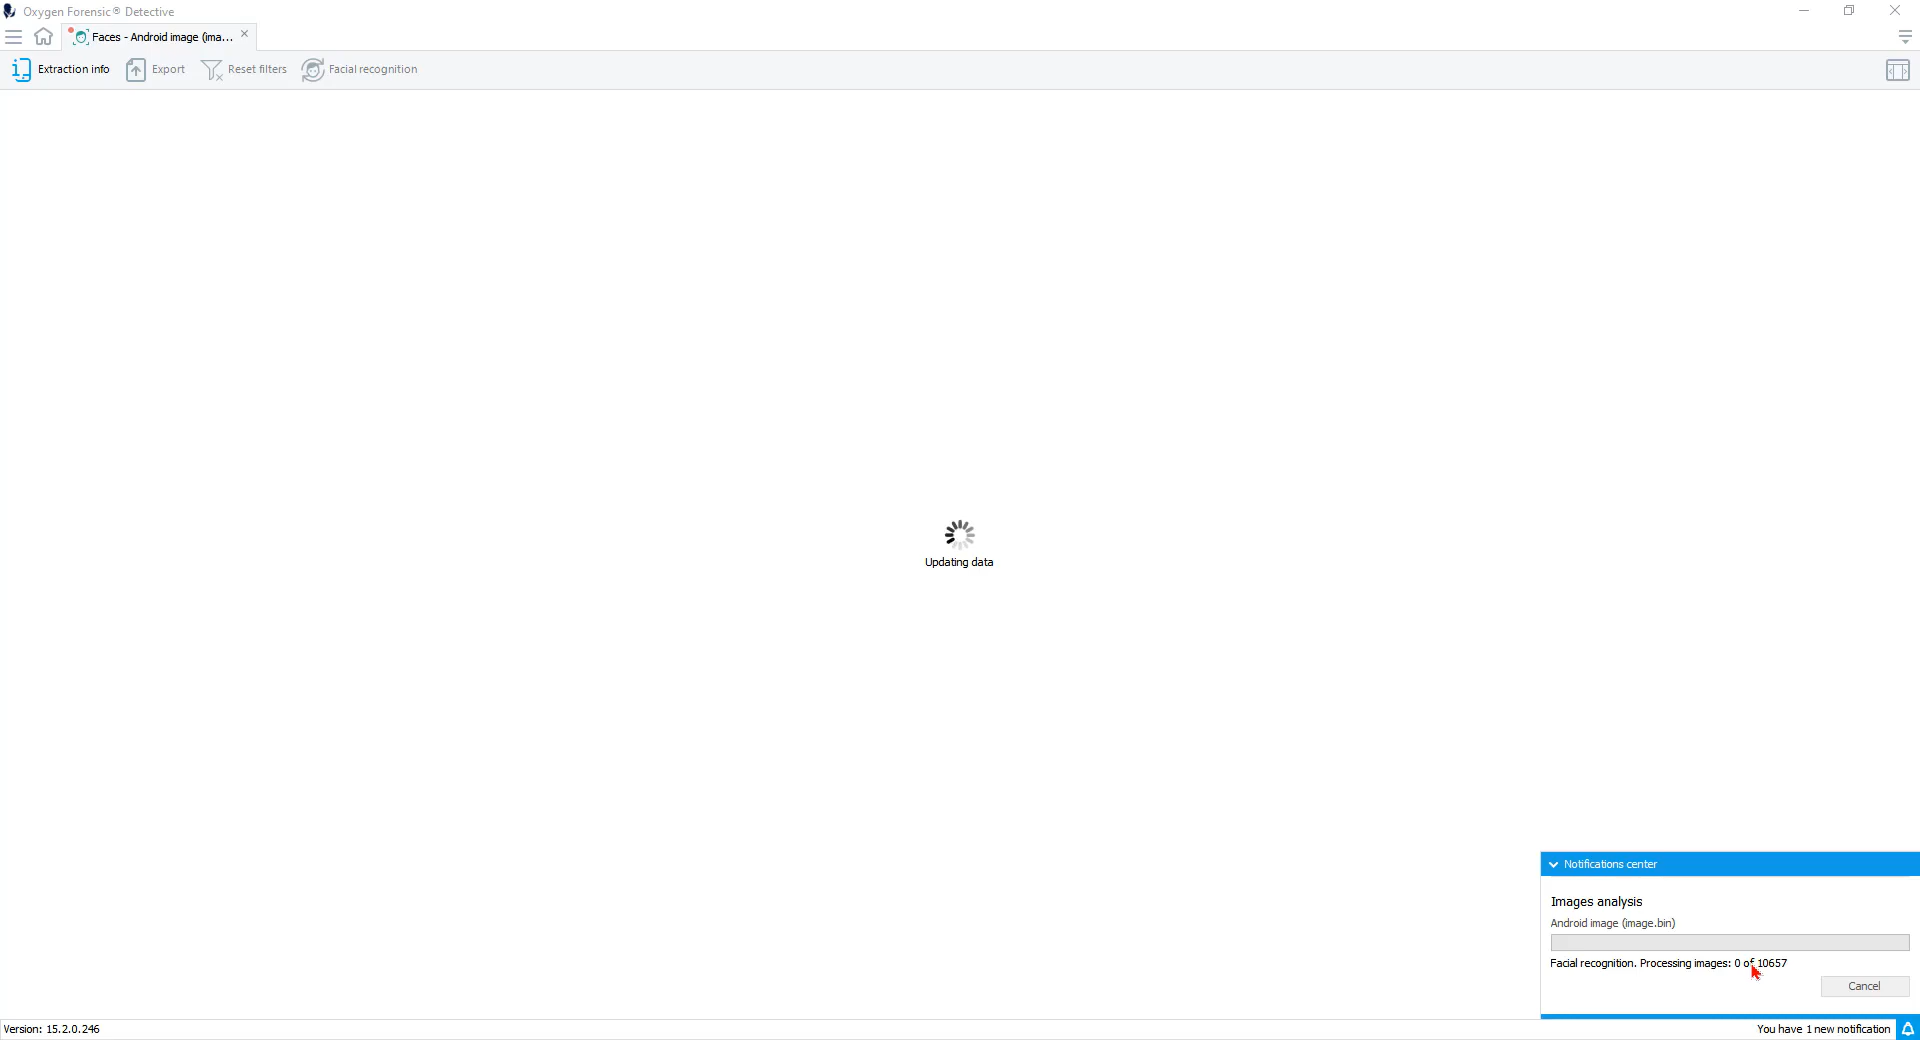 Oxygen Forensic® Detective
Faces - Android image (ima...
Extraction info
Export
Reset filters
Facial recognition
Updating data
Notifications center
Images analysis
Android image (image.bin)
Facial recognition. Processing images: 0 of 10657
Cancel
Version: 15.2.0.246
You have 1 new notification